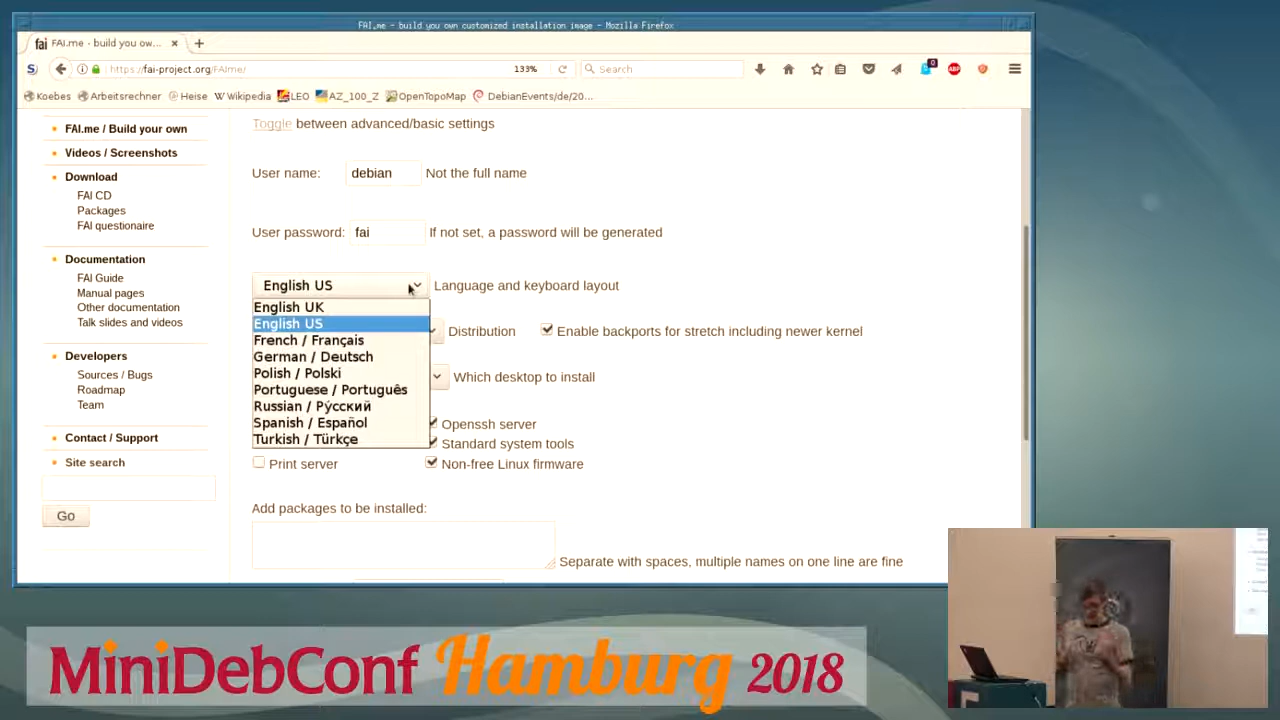 FAI.me - build you own customized installation image - Mozilla Firefox
fai FAI.me - build you ow... × +
https://fai-project.org/FAIme/ 133% Search 0 ABP
Koebes Arbeitsrechner Heise Wikipedia LEO AZ_100_Z OpenTopoMap DebianEvents/de/20...
FAI.me / Build your own
Videos / Screenshots
Download
FAI CD
Packages
FAI questionaire
Documentation
FAI Guide
Manual pages
Other documentation
Talk slides and videos
Developers
Sources / Bugs
Roadmap
Team
Contact / Support
Site search
Go
Toggle between advanced/basic settings
User name: debian Not the full name
User password: fai If not set, a password will be generated
English US Language and keyboard layout
English UK
English US
French / Français
German / Deutsch
Polish / Polski
Portuguese / Português
Russian / Ру́сский
Spanish / Español
Turkish / Türkçe
Distribution Enable backports for stretch including newer kernel
Which desktop to install
Openssh server
Standard system tools
Print server Non-free Linux firmware
Add packages to be installed:
Separate with spaces, multiple names on one line are fine
MiniDebConf Hamburg 2018